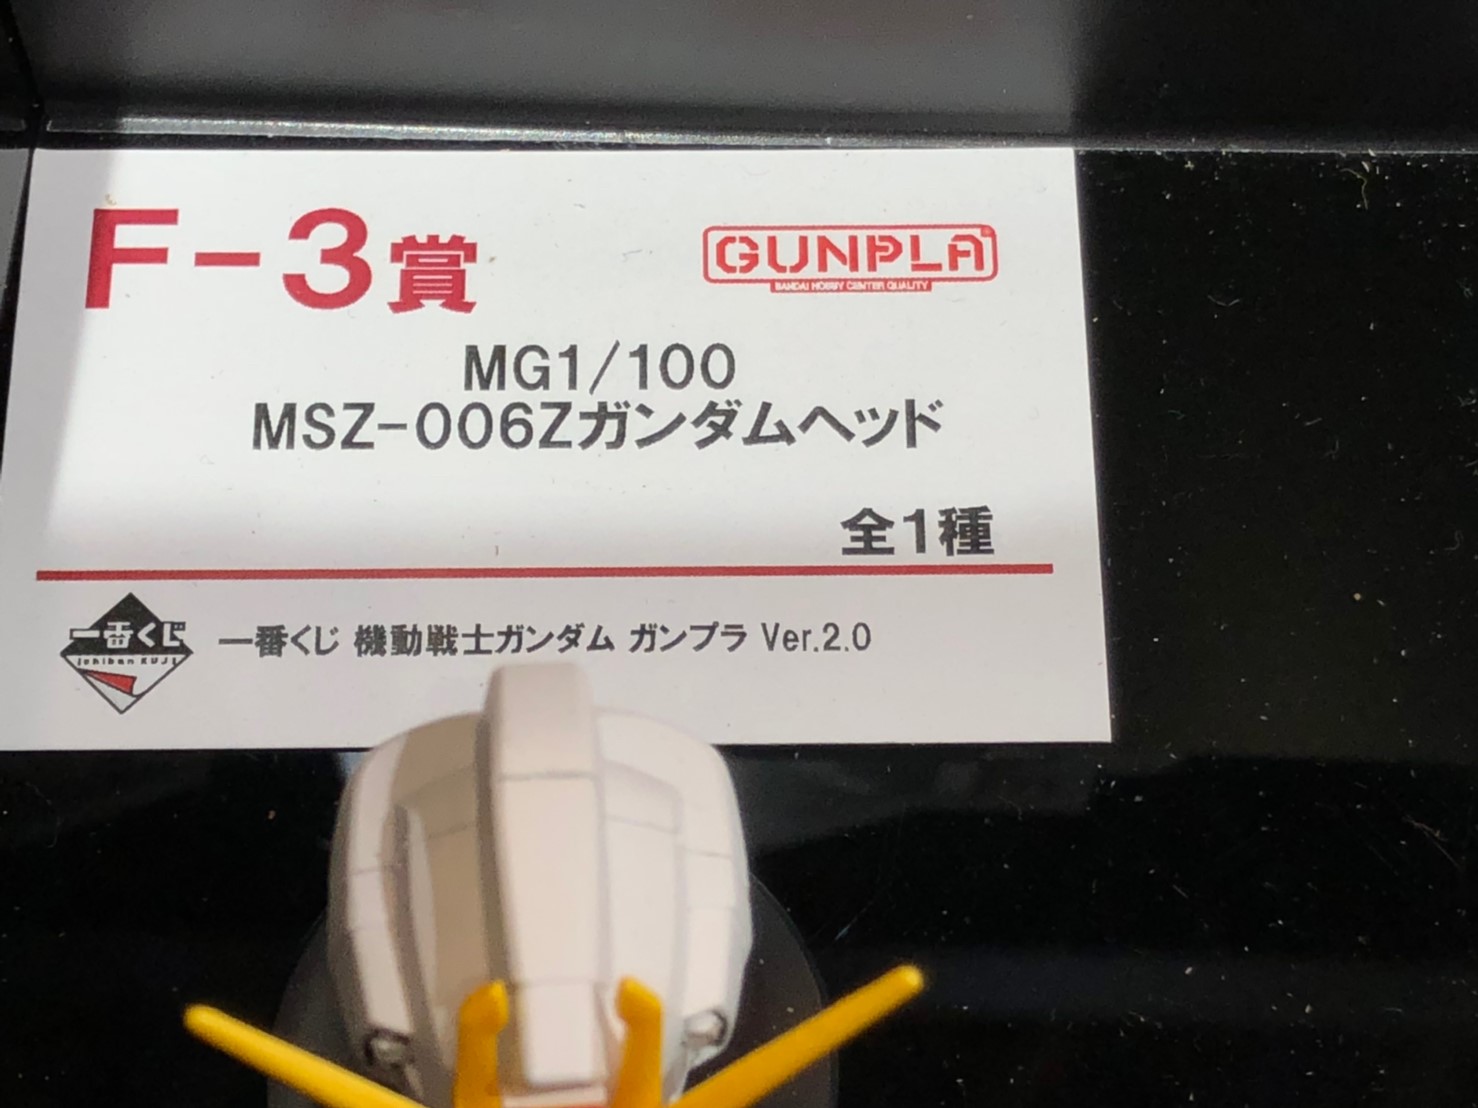 F-3賞
GUNPLA
BANDAI HOBBY CENTER QUALITY
MG1/100
MSZ-006Zガンダムヘッド
全1種
一番くじ
Ichiban KUJI
一番くじ 機動戦士ガンダム ガンプラ Ver.2.0